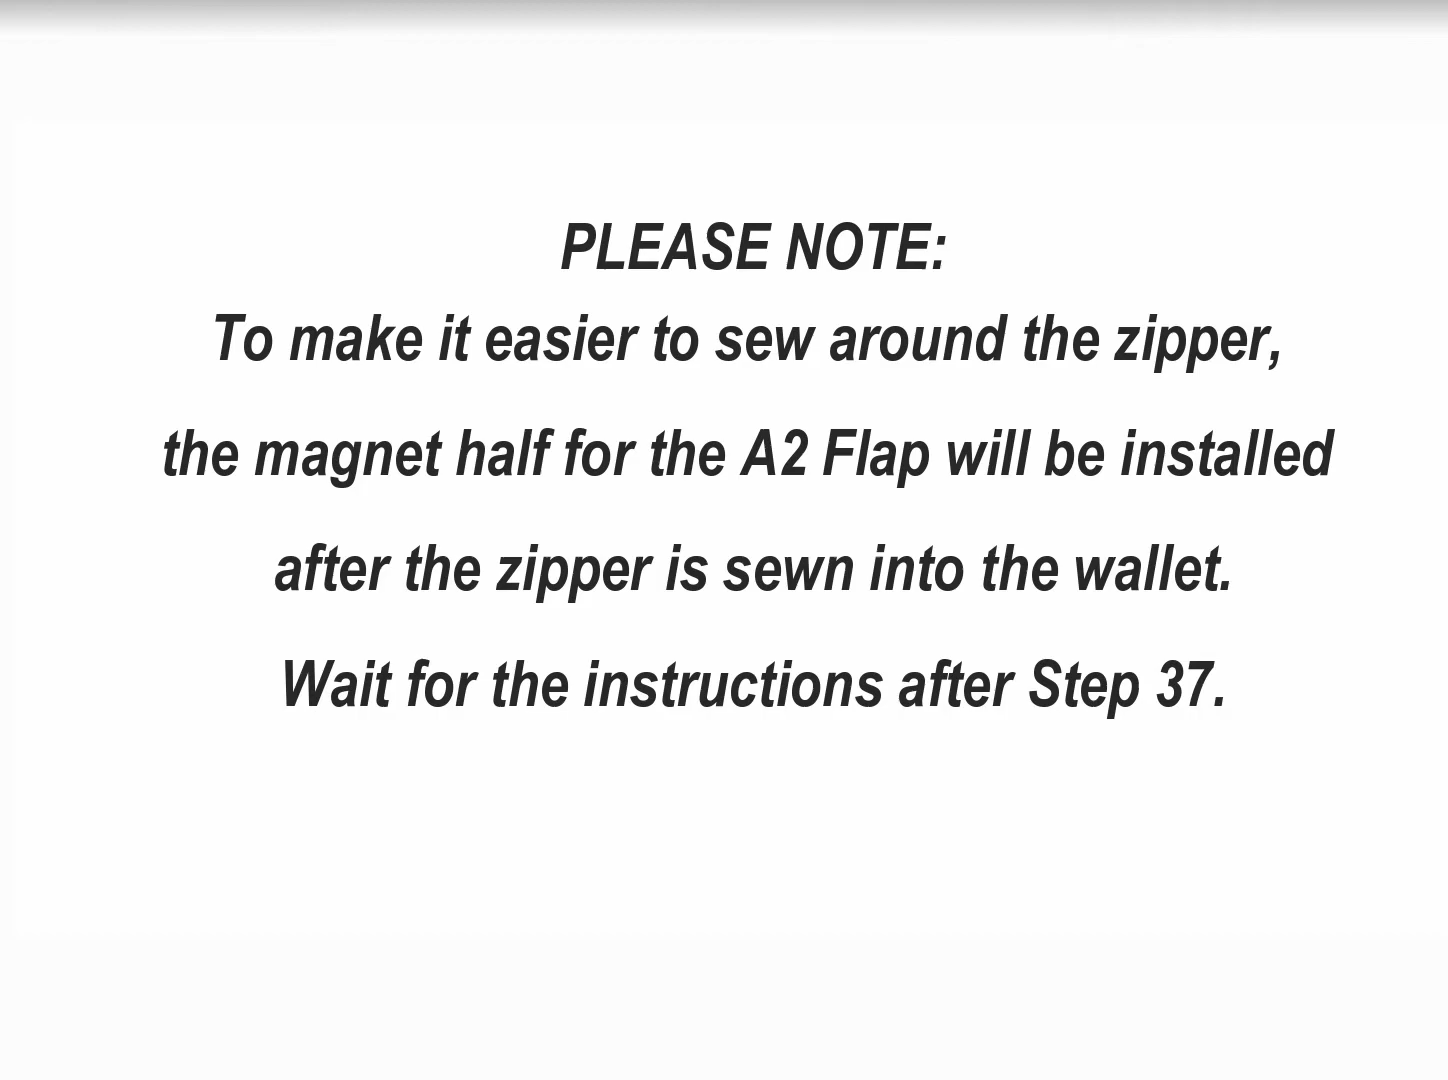 PLEASE NOTE:
To make it easier to sew around the zipper,
the magnet half for the A2 Flap will be installed
after the zipper is sewn into the wallet.
Wait for the instructions after Step 37.